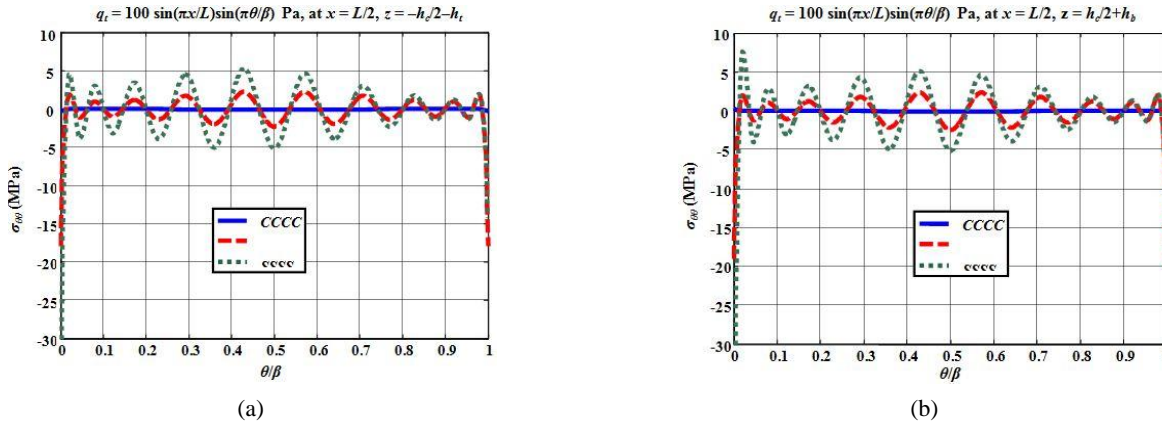 q_t = 100 sin(πx/L)sin(πθ/β) Pa, at x = L/2, z = –h_c/2–h_t
10
5
0
-5
-10
-15
-20
-25
-30
σ_θθ (MPa)
CCCC
0 0.1 0.2 0.3 0.4 0.5 0.6 0.7 0.8 0.9 1
θ/β
(a)
q_t = 100 sin(πx/L)sin(πθ/β) Pa, at x = L/2, z = h_c/2+h_b
10
5
0
-5
-10
-15
-20
-25
-30
σ_θθ (MPa)
CCCC
0 0.1 0.2 0.3 0.4 0.5 0.6 0.7 0.8 0.9
θ/β
(b)